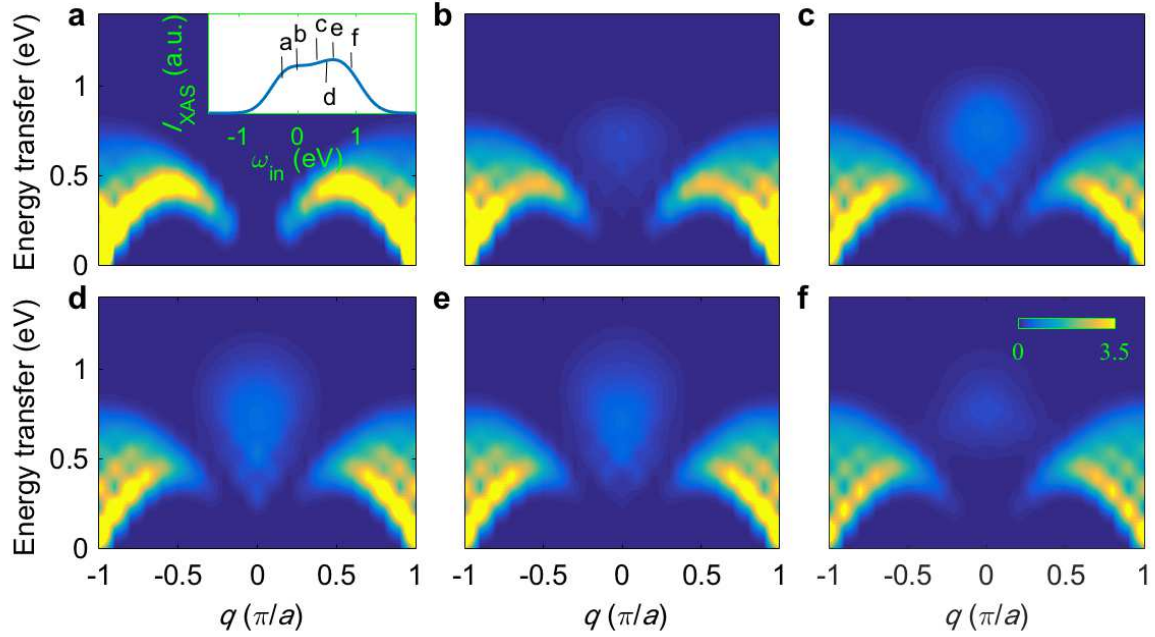 a
b
c
Energy transfer (eV)
1
0.5
0
I_XAS (a.u.)
a b c e f
d
-1 0 1
ω_in (eV)
d
e
f
Energy transfer (eV)
1
0.5
0
0 3.5
-1 -0.5 0 0.5 1
-1 -0.5 0 0.5 1
-1 -0.5 0 0.5 1
q (π/a)
q (π/a)
q (π/a)